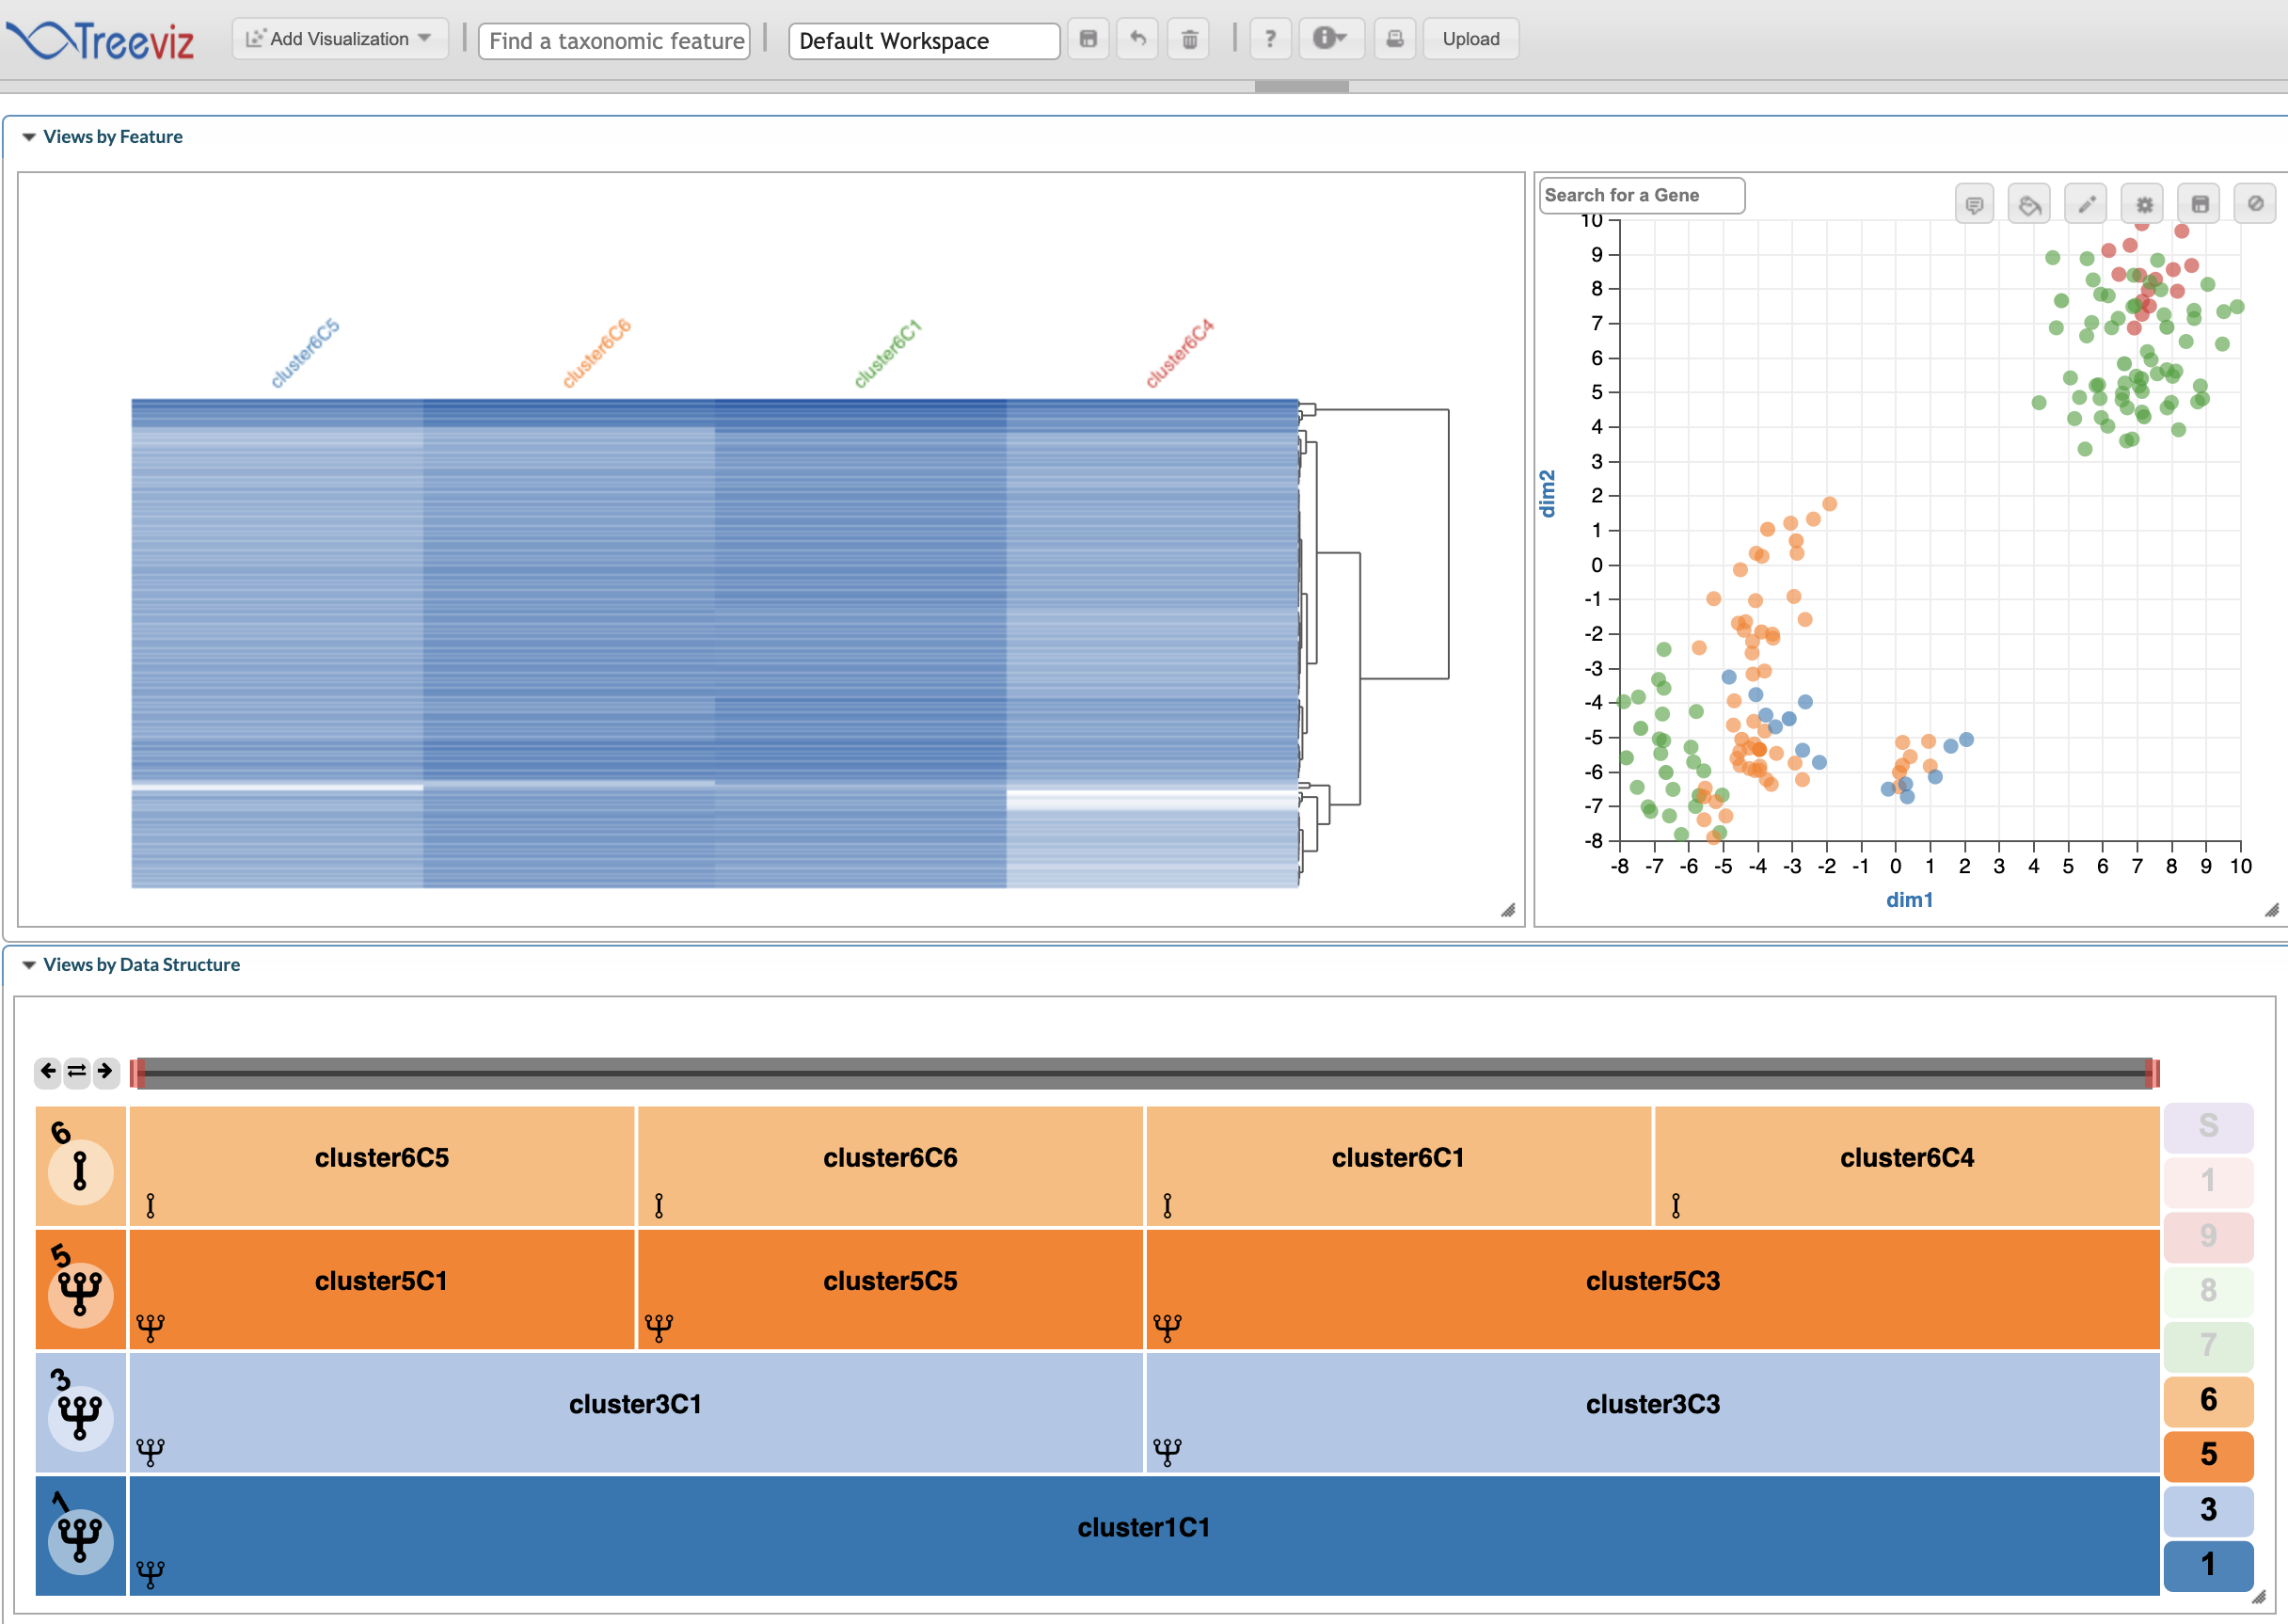 Treeviz
Add Visualization
Find a taxonomic feature
Default Workspace
?
Upload
Views by Feature
cluster6C5
cluster6C6
cluster6C1
cluster6C4
Search for a Gene
10
9
8
7
6
5
4
3
2
1
0
-1
-2
-3
-4
-5
-6
-7
-8
dim2
-8 -7 -6 -5 -4 -3 -2 -1 0 1 2 3 4 5 6 7 8 9 10
dim1
Views by Data Structure
6 cluster6C5 cluster6C6 cluster6C1 cluster6C4
5 cluster5C1 cluster5C5 cluster5C3
3 cluster3C1 cluster3C3
1 cluster1C1
S
1
9
8
7
6
5
3
1